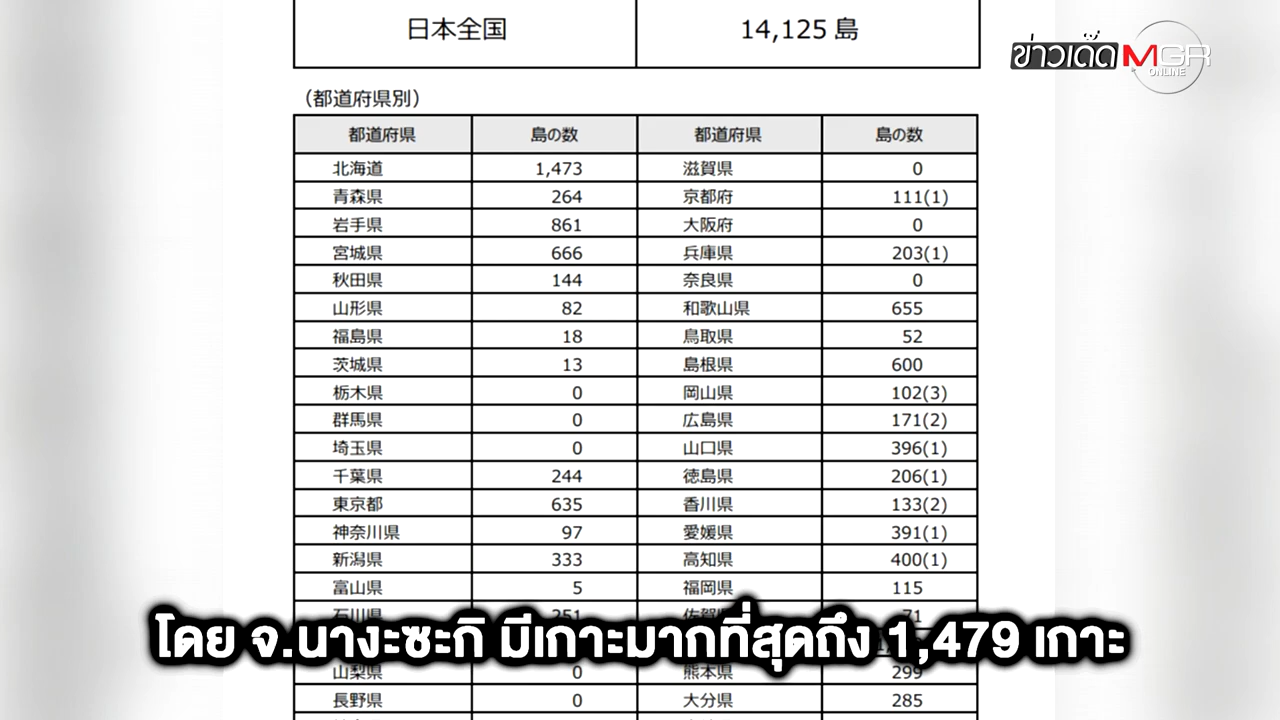 日本全国 14,125 島
ข่าวเด็ด MGR ONLINE
（都道府県別）
都道府県 島の数 都道府県 島の数
北海道 1,473 滋賀県 0
青森県 264 京都府 111(1)
岩手県 861 大阪府 0
宮城県 666 兵庫県 203(1)
秋田県 144 奈良県 0
山形県 82 和歌山県 655
福島県 18 鳥取県 52
茨城県 13 島根県 600
栃木県 0 岡山県 102(3)
群馬県 0 広島県 171(2)
埼玉県 0 山口県 396(1)
千葉県 244 徳島県 206(1)
東京都 635 香川県 133(2)
神奈川県 97 愛媛県 391(1)
新潟県 333 高知県 400(1)
富山県 5 福岡県 115
石川県 251 佐賀県 71
โดย จ.นางะซะกิ มีเกาะมากที่สุดถึง 1,479 เกาะ
山梨県 0 熊本県 299
長野県 0 大分県 285